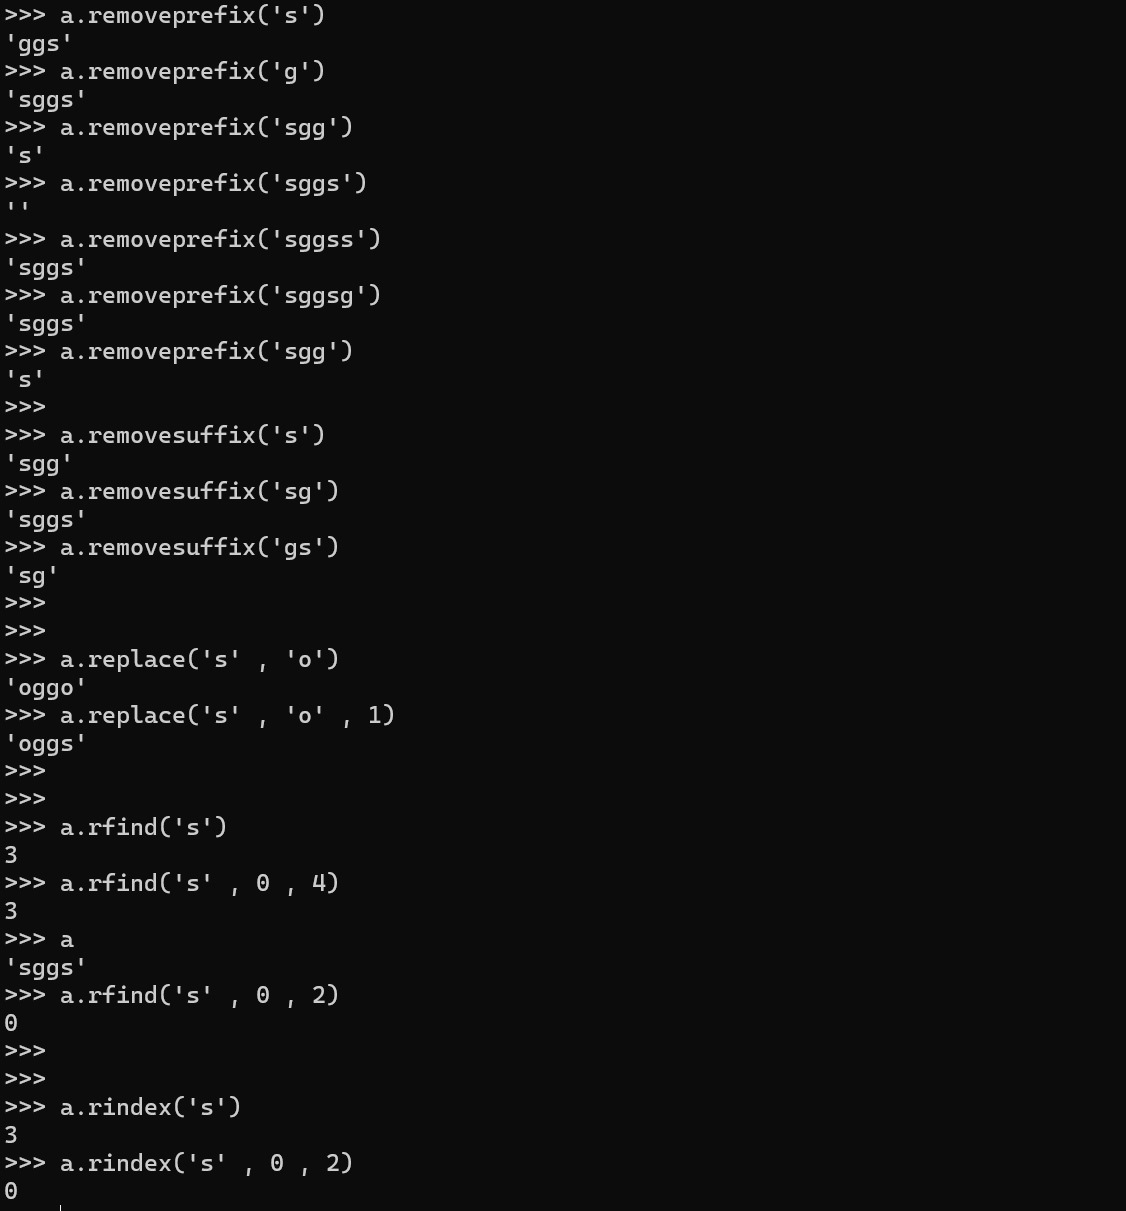 >>> a.removeprefix('s')
'ggs'
>>> a.removeprefix('g')
'sggs'
>>> a.removeprefix('sgg')
's'
>>> a.removeprefix('sggs')
''
>>> a.removeprefix('sggss')
'sggs'
>>> a.removeprefix('sggsg')
'sggs'
>>> a.removeprefix('sgg')
's'
>>>
>>> a.removesuffix('s')
'sgg'
>>> a.removesuffix('sg')
'sggs'
>>> a.removesuffix('gs')
'sg'
>>>
>>>
>>> a.replace('s' , 'o')
'oggo'
>>> a.replace('s' , 'o' , 1)
'oggs'
>>>
>>>
>>> a.rfind('s')
3
>>> a.rfind('s' , 0 , 4)
3
>>> a
'sggs'
>>> a.rfind('s' , 0 , 2)
0
>>>
>>>
>>> a.rindex('s')
3
>>> a.rindex('s' , 0 , 2)
0